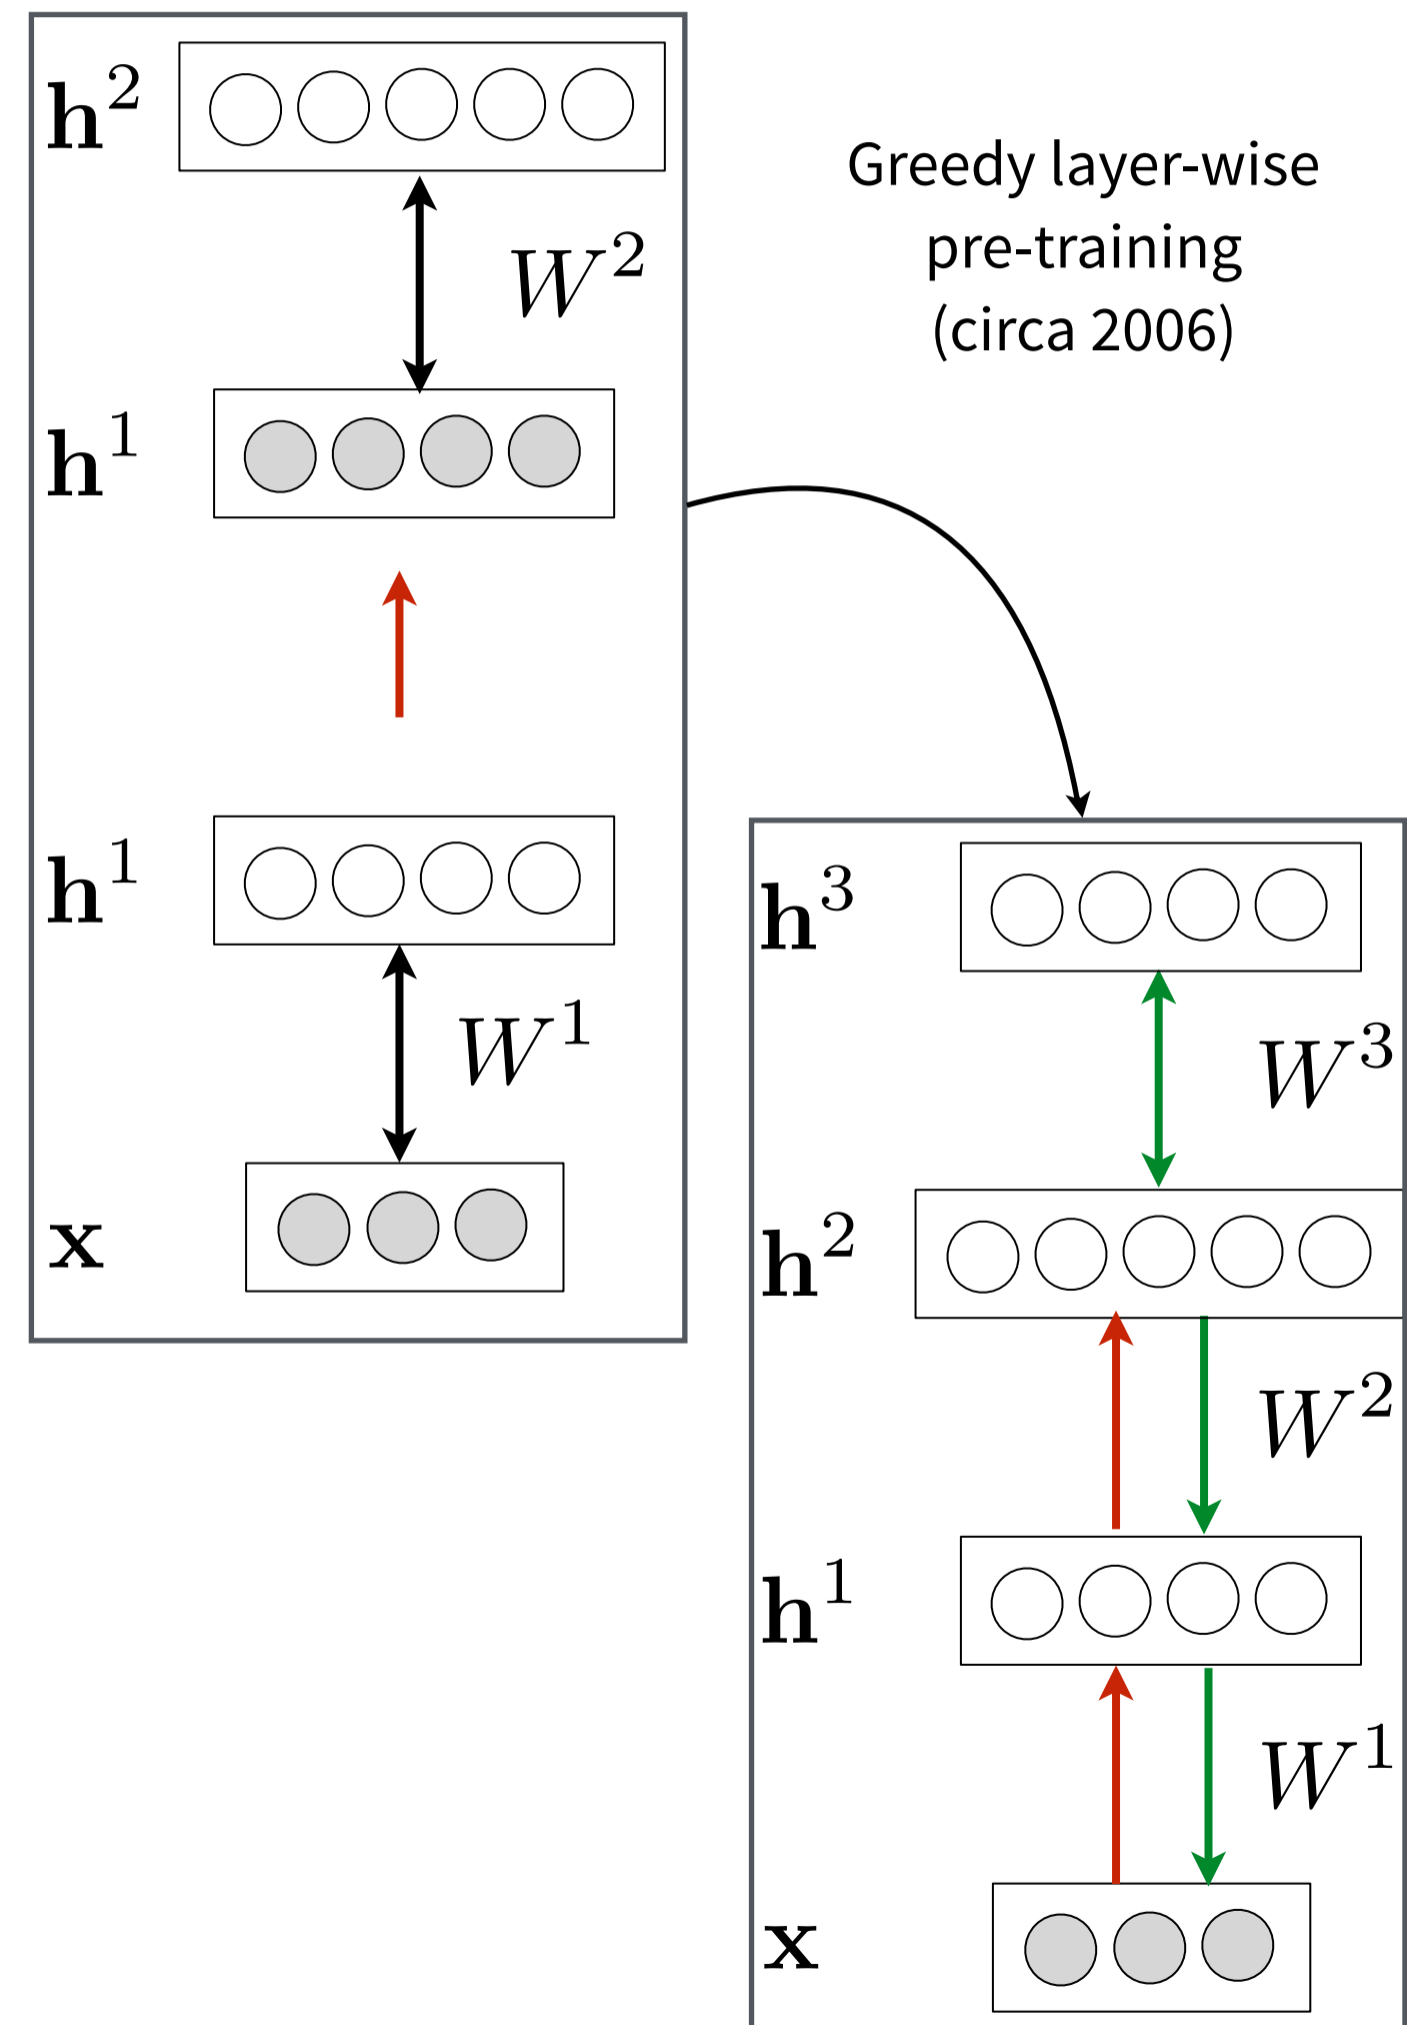 h²
W²
h¹
h¹
W¹
x
Greedy layer-wise
pre-training
(circa 2006)
h³
W³
h²
W²
h¹
W¹
x